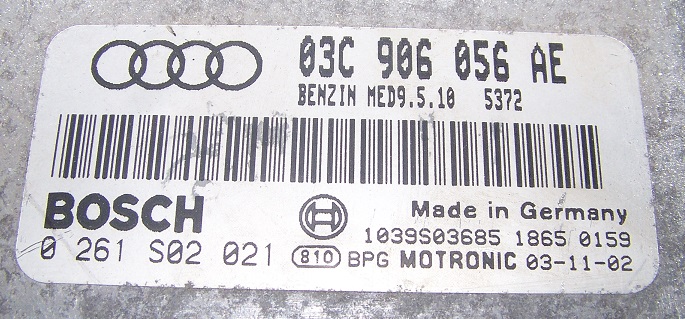 03C 906 056 AE
BENZIN MED9.5.10 5372
BOSCH
Made in Germany
0 261 S02 021
1039S03685 1865 0159
810 BPG MOTRONIC 03-11-02